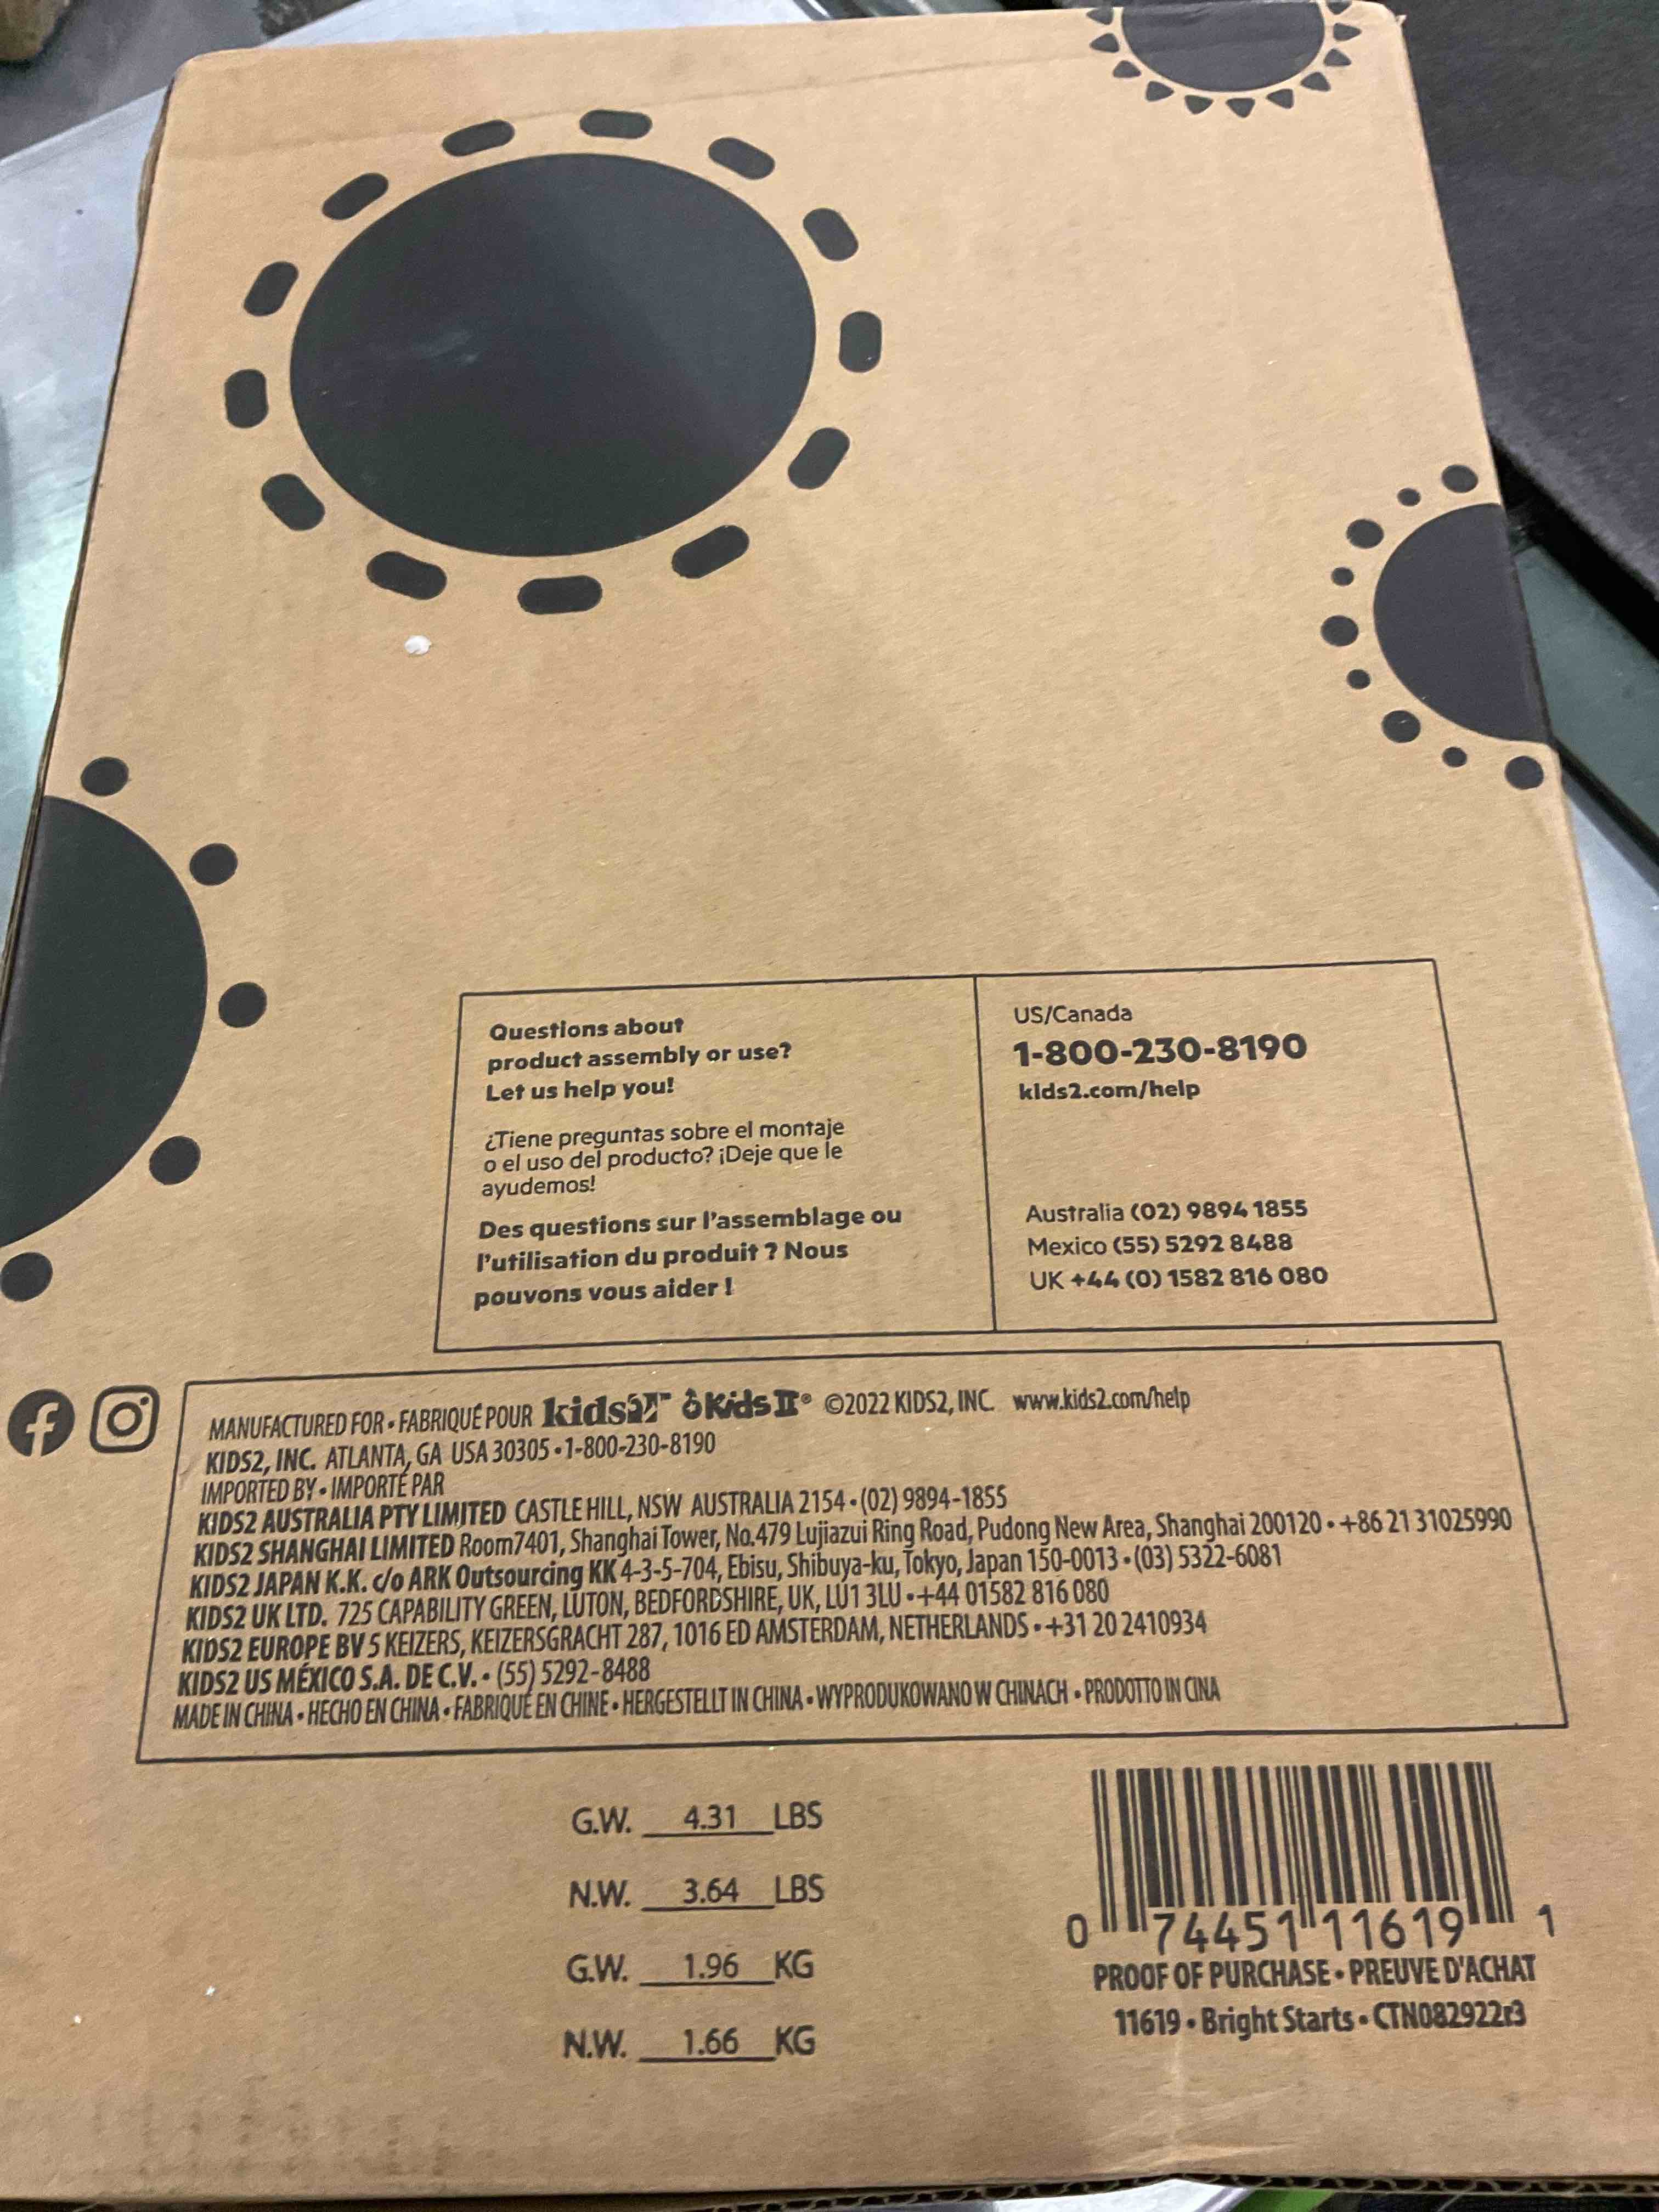 Questions about
product assembly or use?
Let us help you!
¿Tiene preguntas sobre el montaje
o el uso del producto? ¡Deje que le
ayudemos!
Des questions sur l'assemblage ou
l'utilisation du produit ? Nous
pouvons vous aider !
US/Canada
1-800-230-8190
kids2.com/help
Australia (02) 9894 1855
Mexico (55) 5292 8488
UK +44 (0) 1582 816 080
MANUFACTURED FOR • FABRIQUÉ POUR kids2™ Kids II® ©2022 KIDS2, INC. www.kids2.com/help
KIDS2, INC. ATLANTA, GA USA 30305 • 1-800-230-8190
IMPORTED BY • IMPORTÉ PAR
KIDS2 AUSTRALIA PTY LIMITED CASTLE HILL, NSW AUSTRALIA 2154 • (02) 9894-1855
KIDS2 SHANGHAI LIMITED Room7401, Shanghai Tower, No.479 Lujiazui Ring Road, Pudong New Area, Shanghai 200120 • +86 21 31025990
KIDS2 JAPAN K.K. c/o ARK Outsourcing KK 4-3-5-704, Ebisu, Shibuya-ku, Tokyo, Japan 150-0013 • (03) 5322-6081
KIDS2 UK LTD. 725 CAPABILITY GREEN, LUTON, BEDFORDSHIRE, UK, LU1 3LU • +44 01582 816 080
KIDS2 EUROPE BV 5 KEIZERS, KEIZERSGRACHT 287, 1016 ED AMSTERDAM, NETHERLANDS • +31 20 2410934
KIDS2 US MÉXICO S.A. DE C.V. • (55) 5292-8488
MADE IN CHINA • HECHO EN CHINA • FABRIQUÉ EN CHINE • HERGESTELLT IN CHINA • WYPRODUKOWANO W CHINACH • PRODOTTO IN CINA
G.W. 4.31 LBS
N.W. 3.64 LBS
G.W. 1.96 KG
N.W. 1.66 KG
0 74451 11619 1
PROOF OF PURCHASE • PREUVE D'ACHAT
11619 • Bright Starts • CTN082922r3